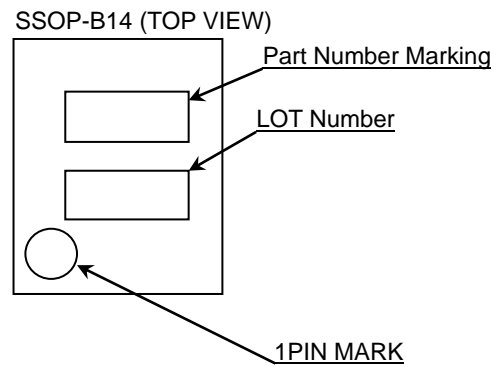 SSOP-B14 (TOP VIEW)
Part Number Marking
LOT Number
1PIN MARK